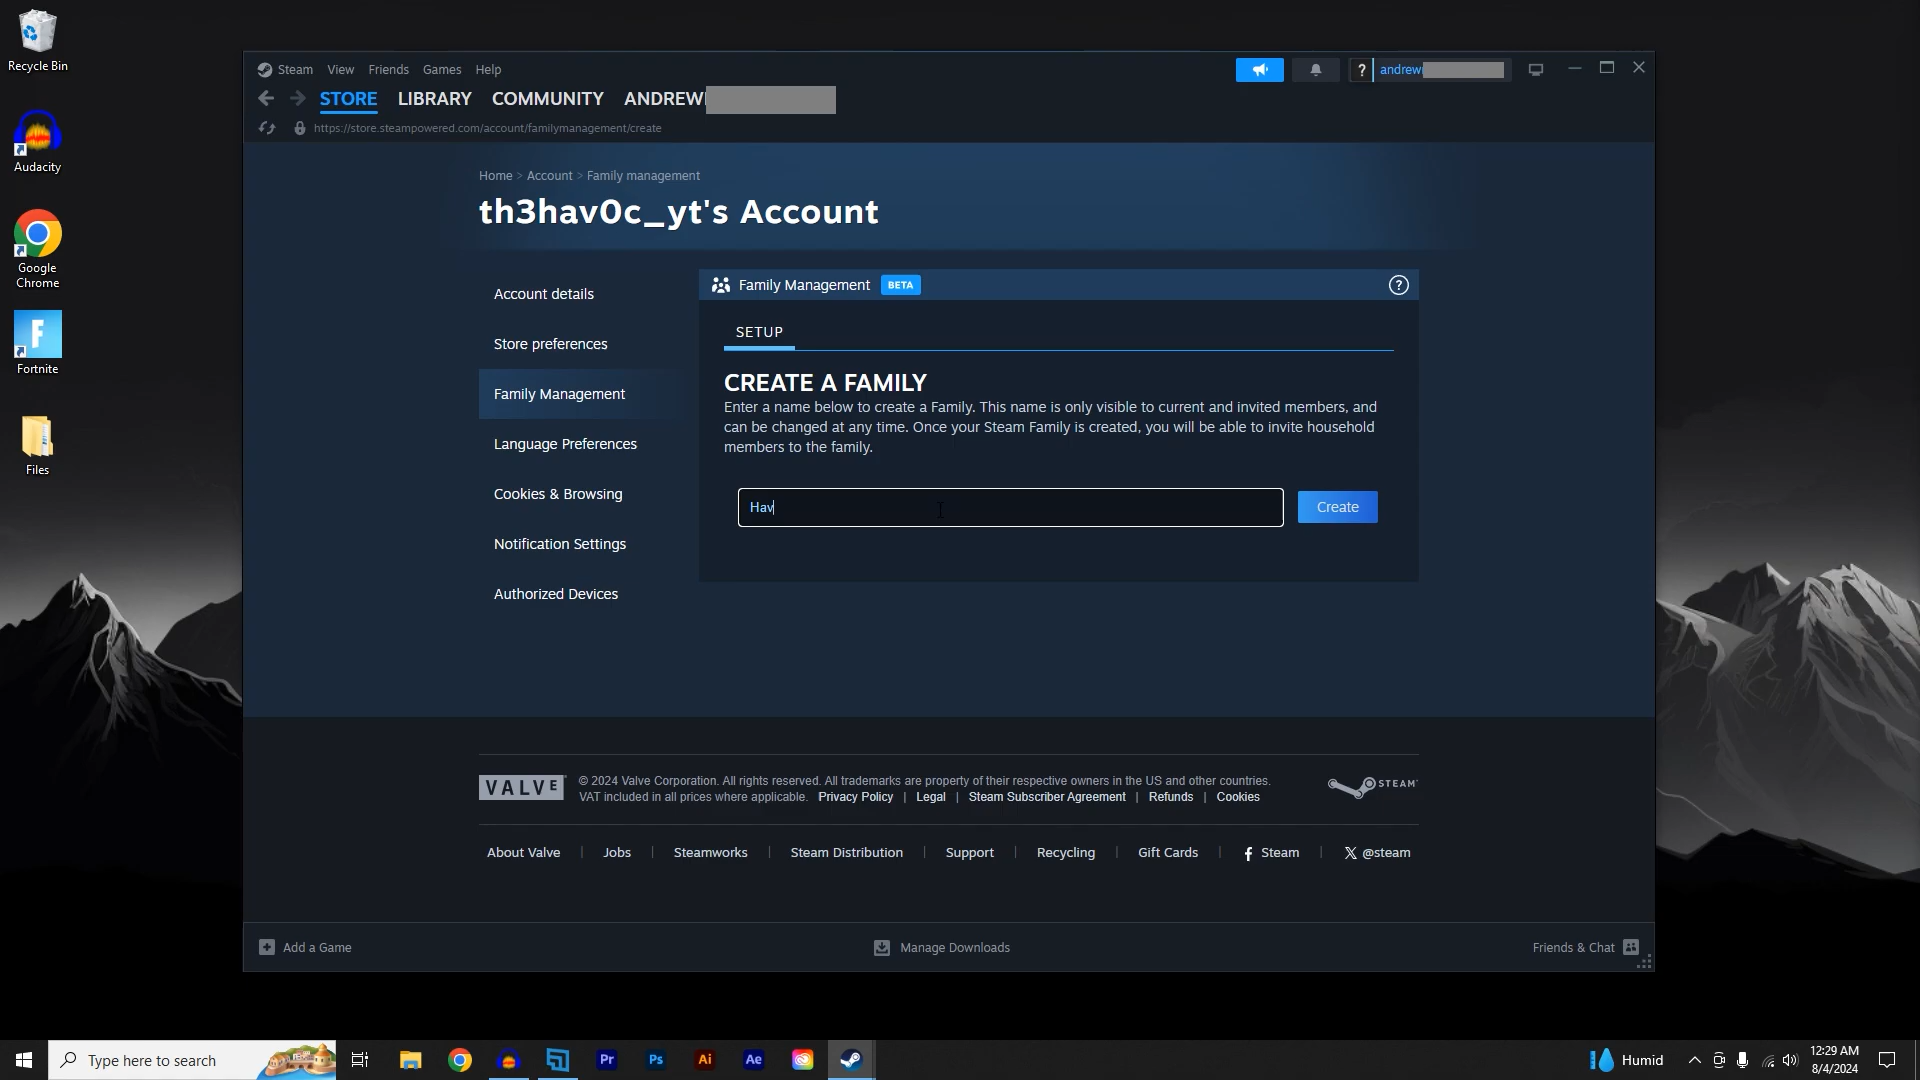 Recycle Bin
Audacity
Google
Chrome
Fortnite
Files
Steam View Friends Games Help
? andrew
STORE LIBRARY COMMUNITY ANDREW
https://store.steampowered.com/account/familymanagement/create
Home > Account > Family management
th3hav0c_yt's Account
Account details
Store preferences
Family Management
Language Preferences
Cookies & Browsing
Notification Settings
Authorized Devices
Family Management BETA ?
SETUP
CREATE A FAMILY
Enter a name below to create a Family. This name is only visible to current and invited members, and
can be changed at any time. Once your Steam Family is created, you will be able to invite household
members to the family.
Hav Create
VALVE
© 2024 Valve Corporation. All rights reserved. All trademarks are property of their respective owners in the US and other countries.
VAT included in all prices where applicable. Privacy Policy | Legal | Steam Subscriber Agreement | Refunds | Cookies
STEAM
About Valve | Jobs | Steamworks | Steam Distribution | Support | Recycling | Gift Cards | Steam | @steam
Add a Game Manage Downloads Friends & Chat
Type here to search
Pr Ps Ai Ae
Humid
12:29 AM
8/4/2024